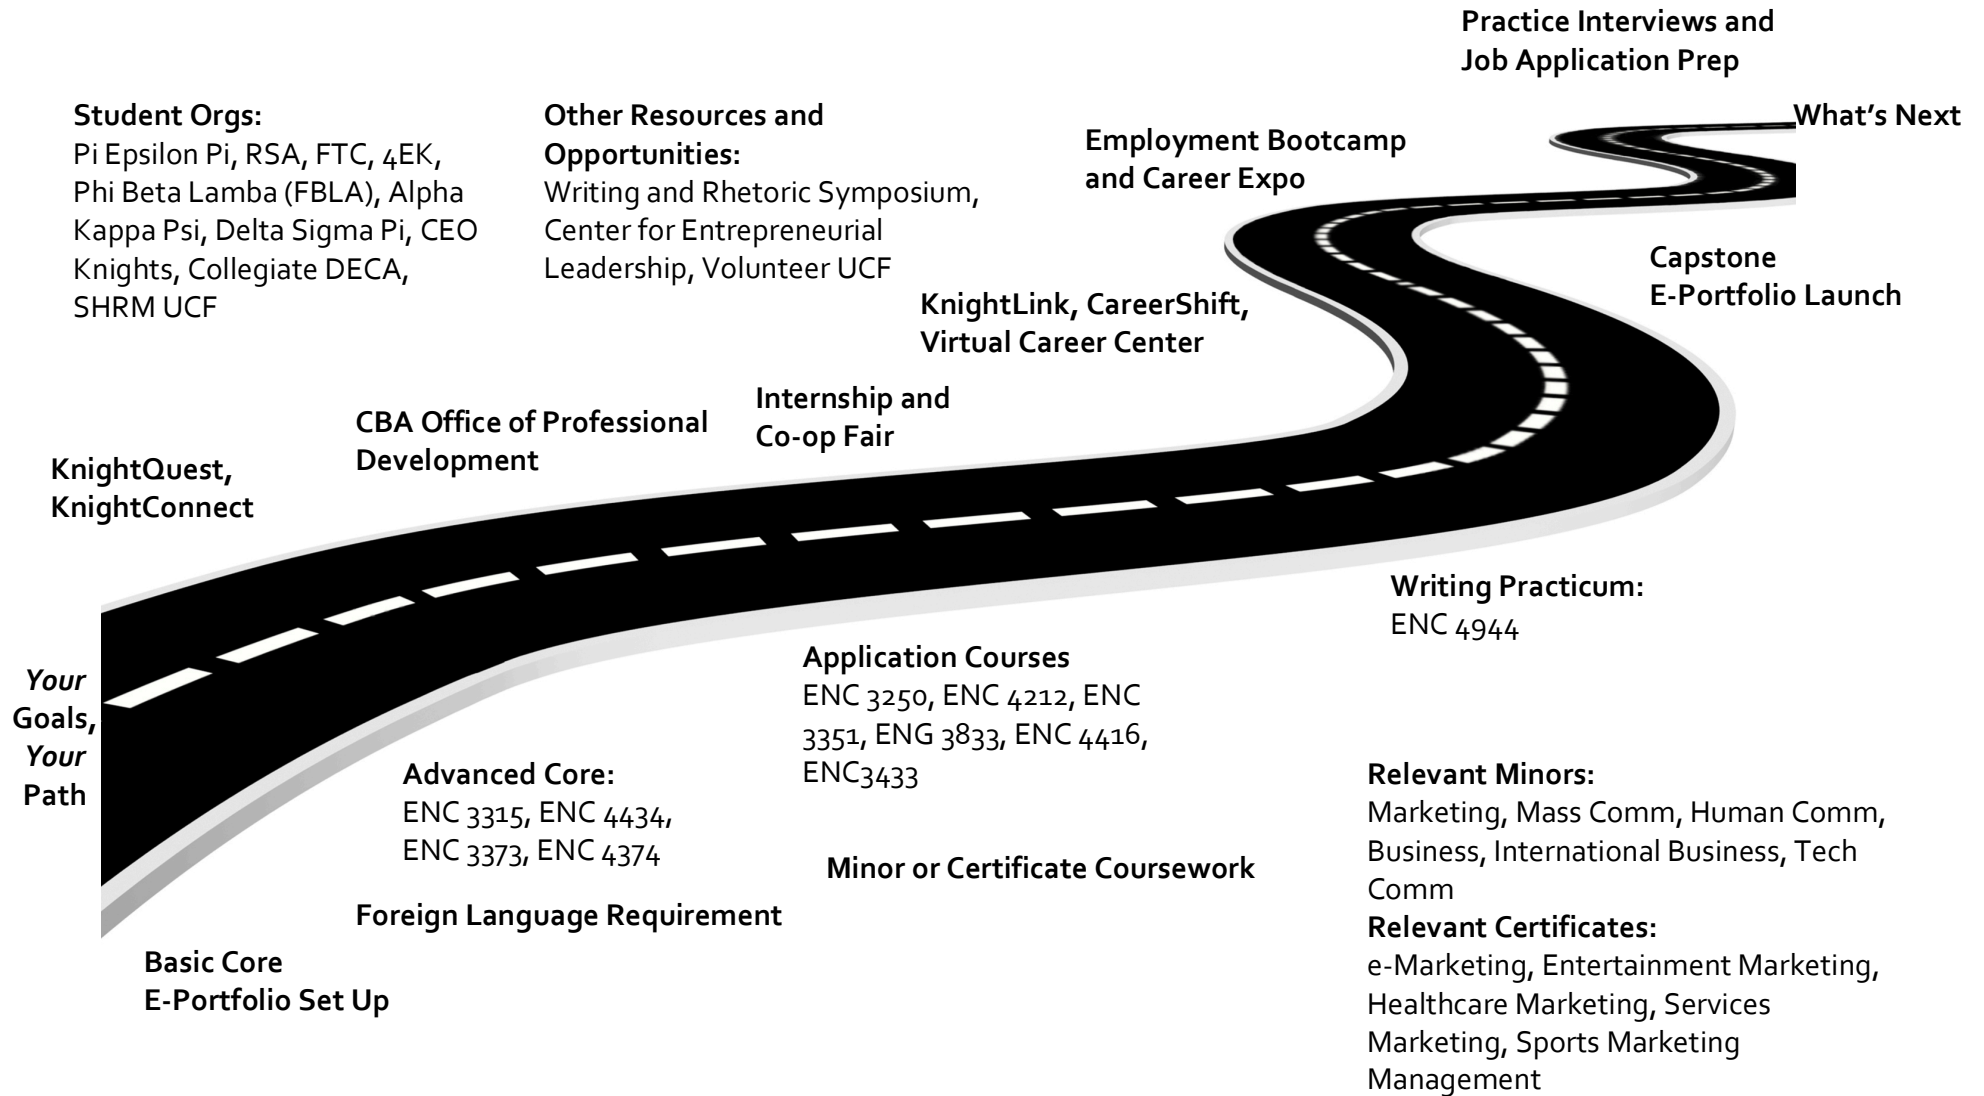 Practice Interviews and
Job Application Prep
Student Orgs:
Pi Epsilon Pi, RSA, FTC, 4EK,
Phi Beta Lamba (FBLA), Alpha
Kappa Psi, Delta Sigma Pi, CEO
Knights, Collegiate DECA,
SHRM UCF
Other Resources and
Opportunities:
Writing and Rhetoric Symposium,
Center for Entrepreneurial
Leadership, Volunteer UCF
Employment Bootcamp
and Career Expo
What's Next
Capstone
E-Portfolio Launch
KnightLink, CareerShift,
Virtual Career Center
Internship and
Co-op Fair
CBA Office of Professional
Development
KnightQuest,
KnightConnect
Your
Goals,
Your
Path
Writing Practicum:
ENC 4944
Application Courses
ENC 3250, ENC 4212, ENC
3351, ENG 3833, ENC 4416,
ENC3433
Advanced Core:
ENC 3315, ENC 4434,
ENC 3373, ENC 4374
Minor or Certificate Coursework
Foreign Language Requirement
Basic Core
E-Portfolio Set Up
Relevant Minors:
Marketing, Mass Comm, Human Comm,
Business, International Business, Tech
Comm
Relevant Certificates:
e-Marketing, Entertainment Marketing,
Healthcare Marketing, Services
Marketing, Sports Marketing
Management